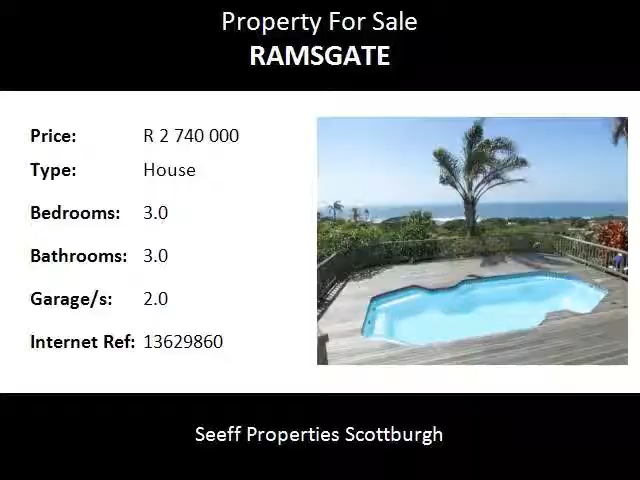 Property For Sale
RAMSGATE
Price: R 2 740 000
Type: House
Bedrooms: 3.0
Bathrooms: 3.0
Garage/s: 2.0
Internet Ref: 13629860
Seeff Properties Scottburgh